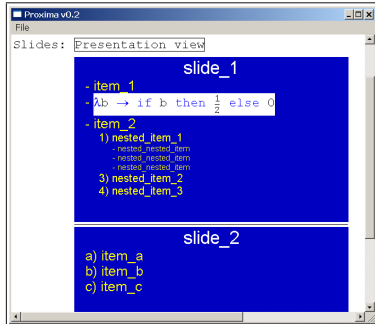 Proxima v0.2
File
Slides: Presentation view
slide_1
- item_1
- λb → if b then 1/2 else 0
- item_2
1) nested_item_1
- nested_nested_item
- nested_nested_item
- nested_nested_item
3) nested_item_2
4) nested_item_3
slide_2
a) item_a
b) item_b
c) item_c